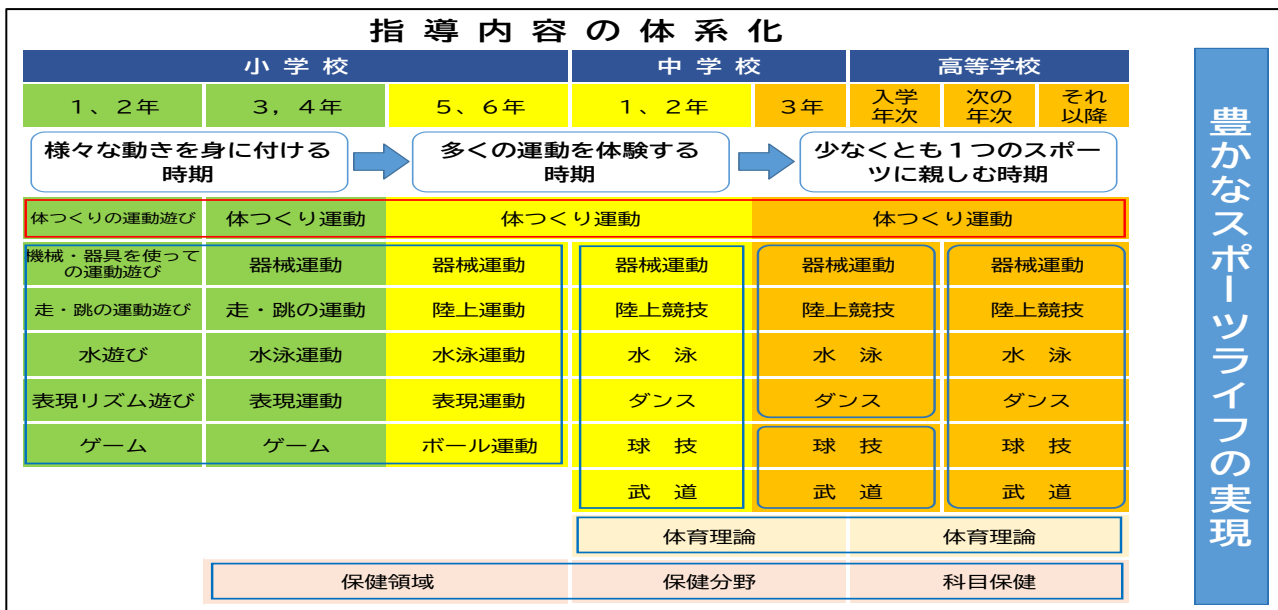 指導内容の体系化
小学校 中学校 高等学校
1、2年 3，4年 5、6年 1、2年 3年 入学年次 次の年次 それ以降
様々な動きを身に付ける
時期
多くの運動を体験する
時期
少なくとも1つのスポー
ツに親しむ時期
体つくりの運動遊び 体つくり運動 体つくり運動 体つくり運動
機械・器具を使って
の運動遊び
器械運動 器械運動 器械運動 器械運動 器械運動
走・跳の運動遊び 走・跳の運動 陸上運動 陸上競技 陸上競技 陸上競技
水遊び 水泳運動 水泳運動 水 泳 水 泳 水 泳
表現リズム遊び 表現運動 表現運動 ダンス ダンス ダンス
ゲーム ゲーム ボール運動 球 技 球 技 球 技
武 道 武 道 武 道
体育理論 体育理論
保健領域 保健分野 科目保健
豊かなスポーツライフの実現